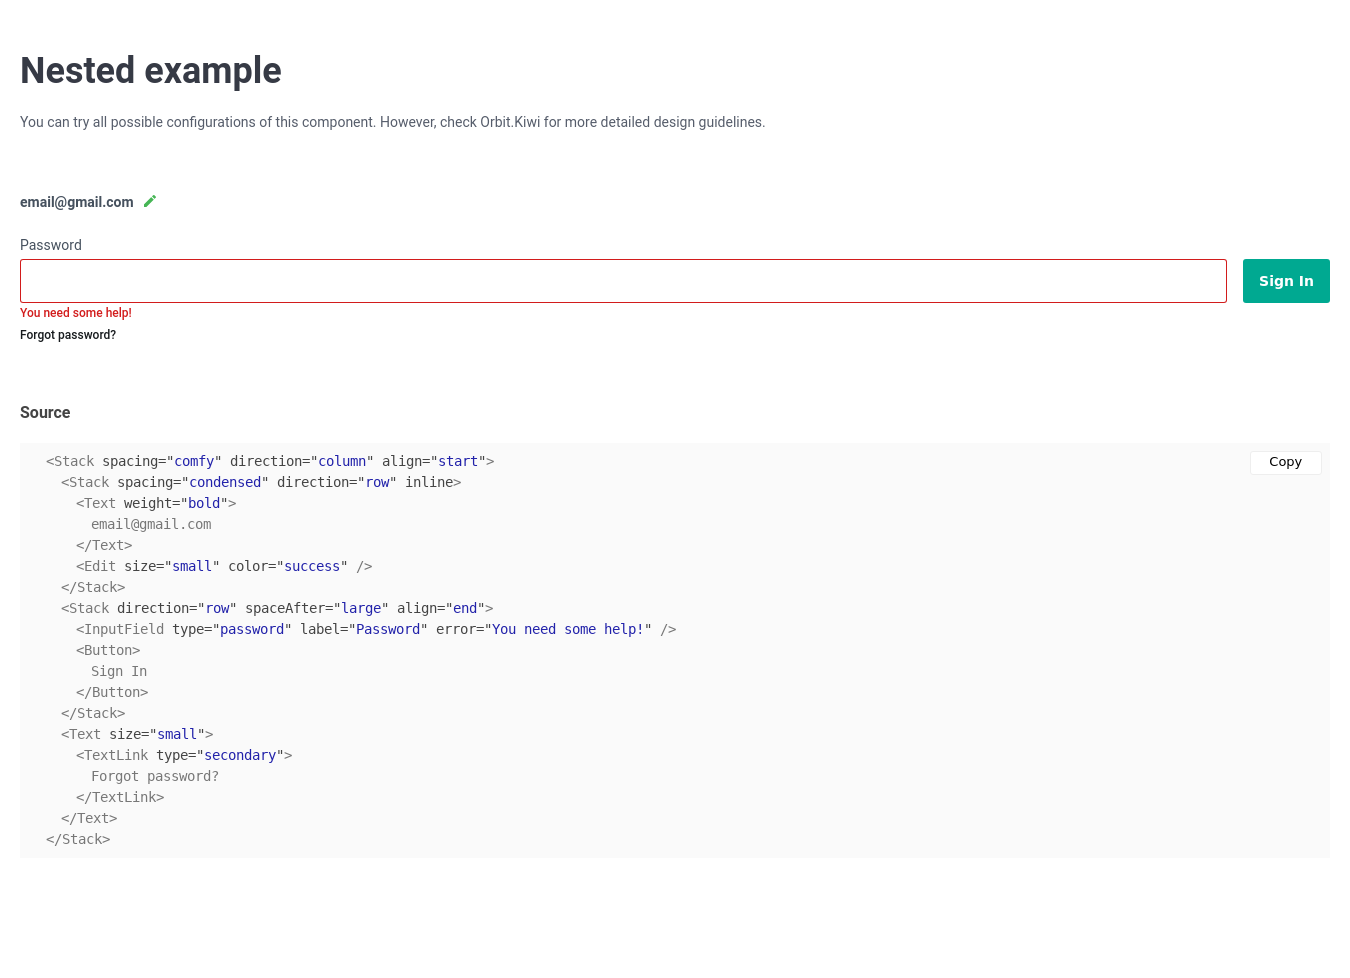 Nested example
You can try all possible configurations of this component. However, check Orbit.Kiwi for more detailed design guidelines.
email@gmail.com
Password
Sign In
You need some help!
Forgot password?
Source
Copy
<Stack spacing="comfy" direction="column" align="start">
  <Stack spacing="condensed" direction="row" inline>
    <Text weight="bold">
      email@gmail.com
    </Text>
    <Edit size="small" color="success" />
  </Stack>
  <Stack direction="row" spaceAfter="large" align="end">
    <InputField type="password" label="Password" error="You need some help!" />
    <Button>
      Sign In
    </Button>
  </Stack>
  <Text size="small">
    <TextLink type="secondary">
      Forgot password?
    </TextLink>
  </Text>
</Stack>